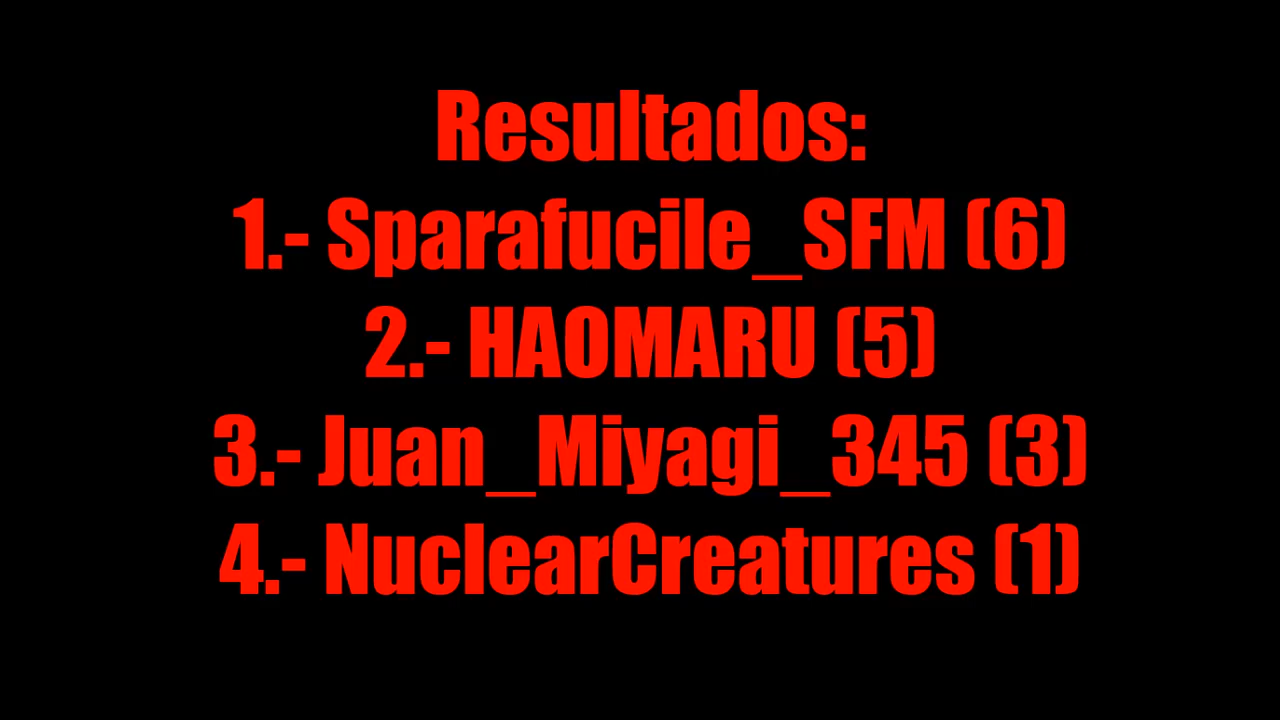 Resultados:
1.- Sparafucile_SFM (6)
2.- HAOMARU (5)
3.- Juan_Miyagi_345 (3)
4.- NuclearCreatures (1)